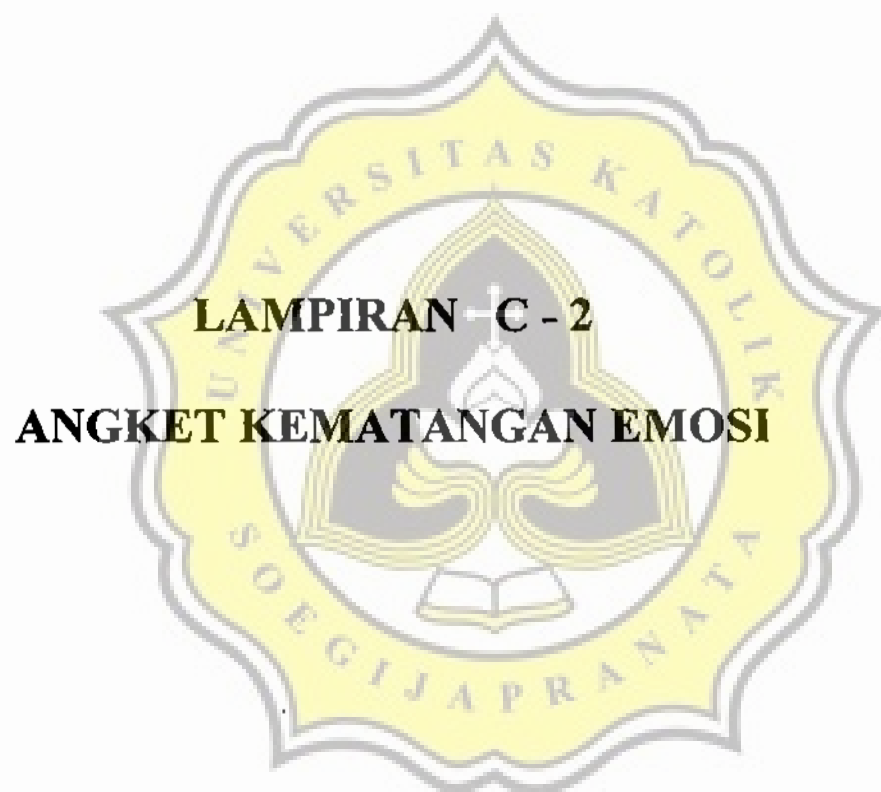 UNIVERSITAS KATOLIK
LAMPIRAN C - 2
ANGKET KEMATANGAN EMOSI
SOEGIJAPRANATA